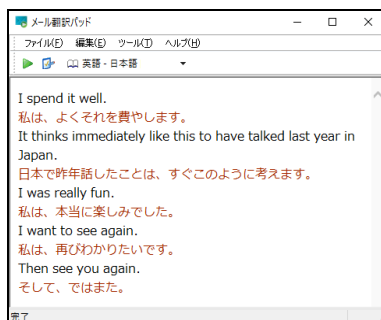 メール翻訳パッド
ファイル(F) 編集(E) ツール(T) ヘルプ(H)
英語 - 日本語
I spend it well.
私は、よくそれを費やします。
It thinks immediately like this to have talked last year in
Japan.
日本で昨年話したことは、すぐこのように考えます。
I was really fun.
私は、本当に楽しみでした。
I want to see again.
私は、再びわかりたいです。
Then see you again.
そして、ではまた。
完了